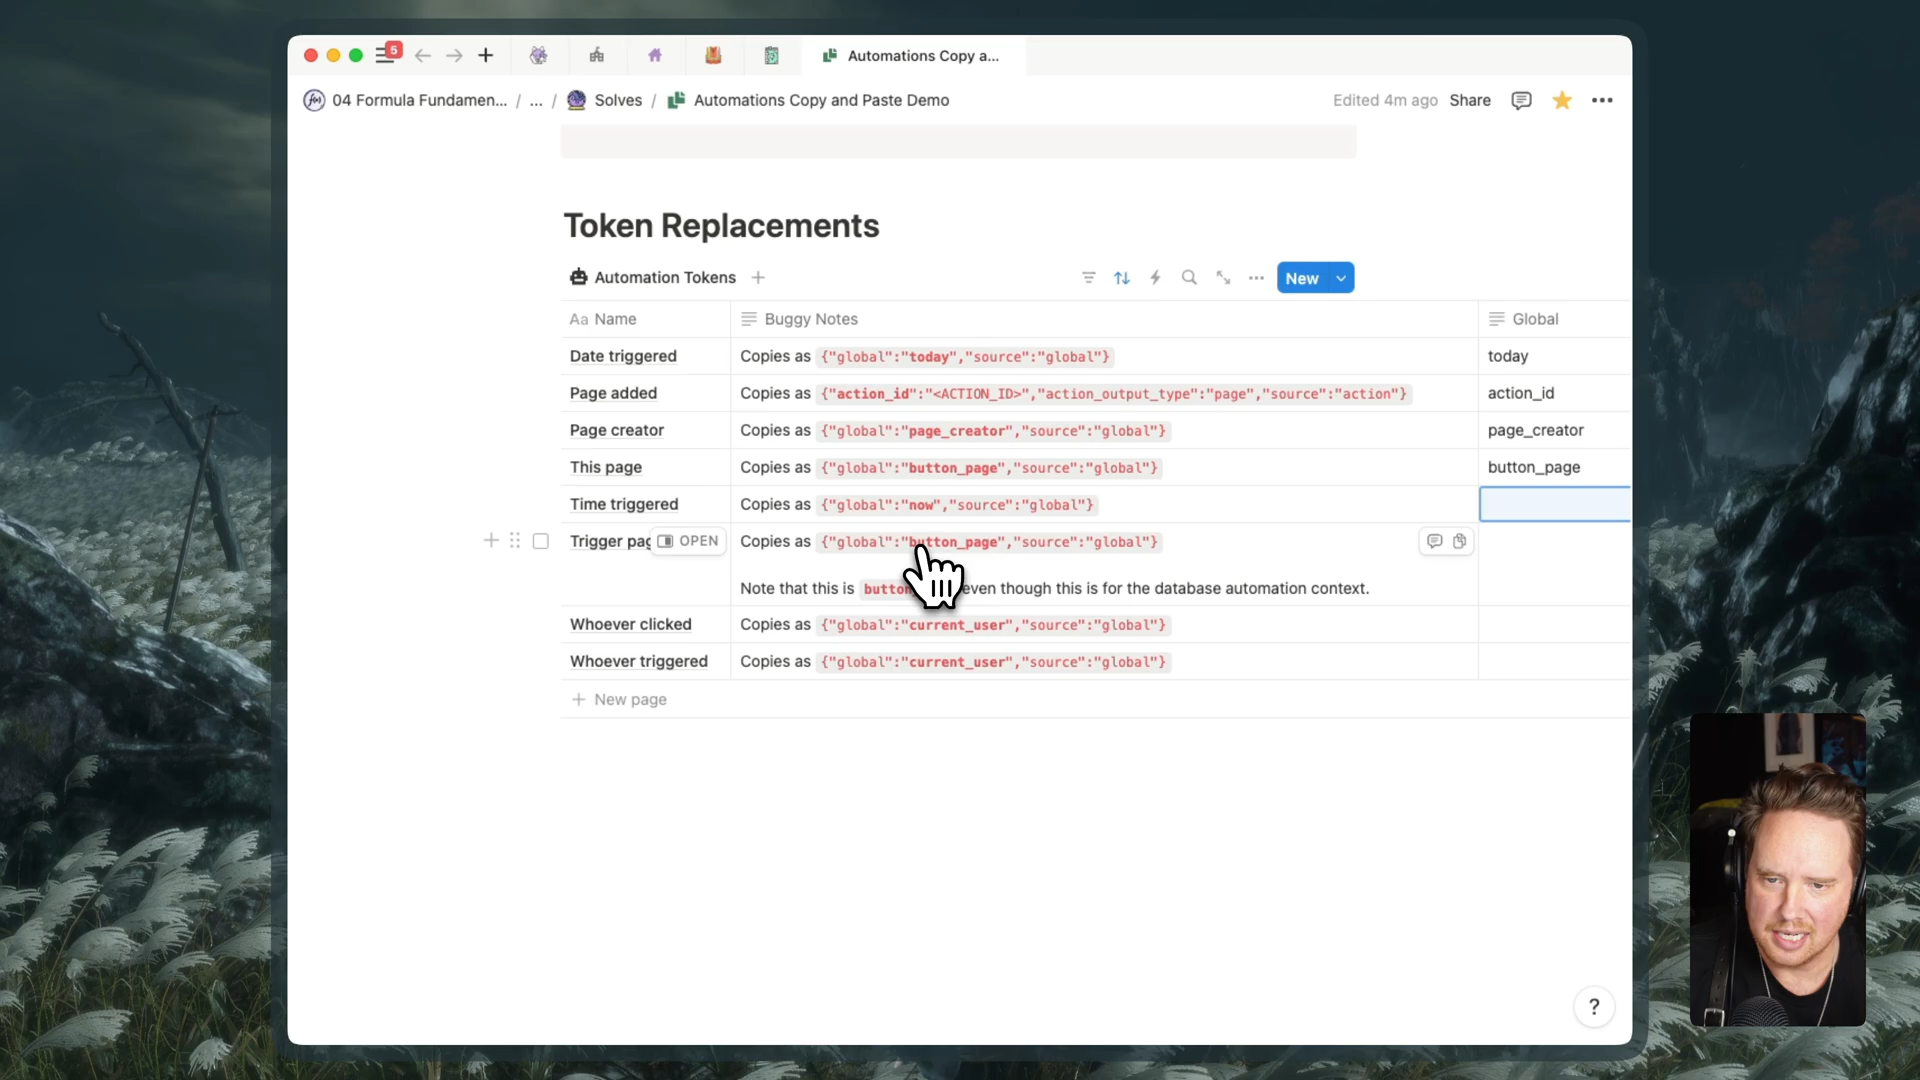 5
Automations Copy a...
04 Formula Fundamen... / ... / Solves / Automations Copy and Paste Demo
Edited 4m ago Share
Token Replacements
Automation Tokens
New
Aa Name Buggy Notes Global
Date triggered Copies as {"global":"today","source":"global"} today
Page added Copies as {"action_id":"<ACTION_ID>","action_output_type":"page","source":"action"} action_id
Page creator Copies as {"global":"page_creator","source":"global"} page_creator
This page Copies as {"global":"button_page","source":"global"} button_page
Time triggered Copies as {"global":"now","source":"global"}
Trigger pag OPEN Copies as {"global":"button_page","source":"global"}
Note that this is button even though this is for the database automation context.
Whoever clicked Copies as {"global":"current_user","source":"global"}
Whoever triggered Copies as {"global":"current_user","source":"global"}
New page
?